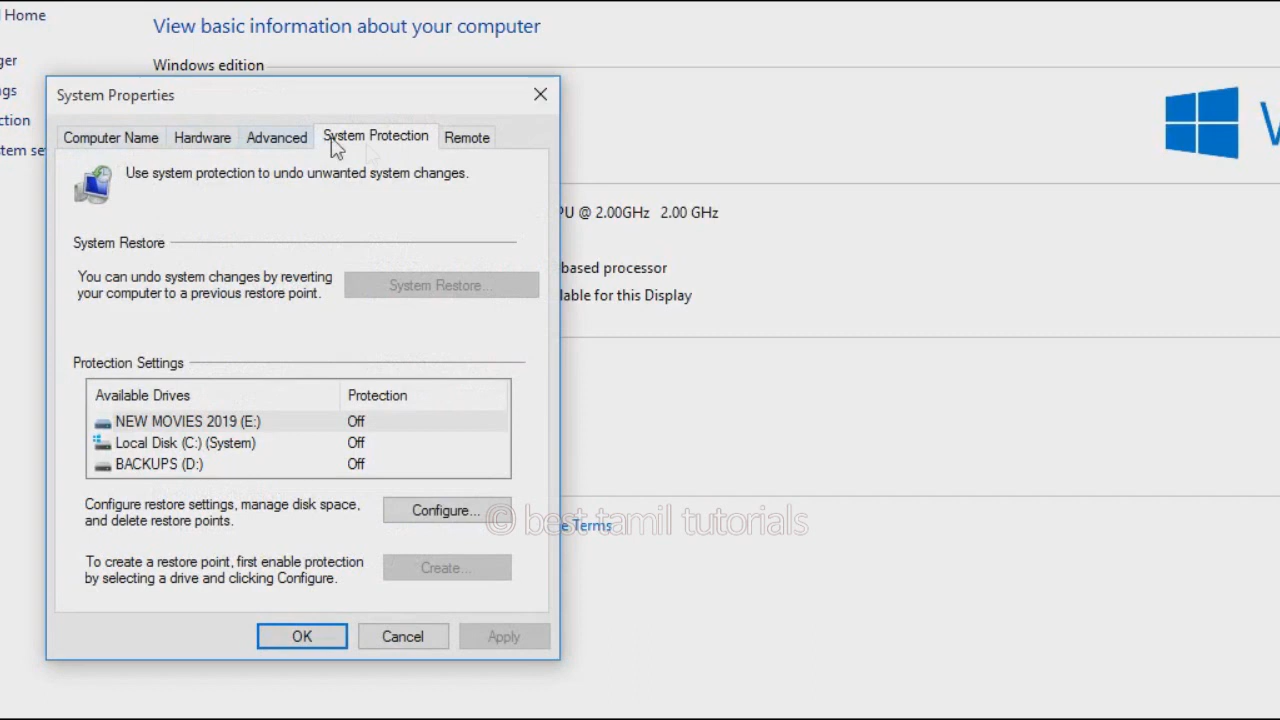 Home
View basic information about your computer
Windows edition
System Properties
Computer Name
Hardware
Advanced
System Protection
Remote
Use system protection to undo unwanted system changes.
PU @ 2.00GHz 2.00 GHz
System Restore
based processor
You can undo system changes by reverting
your computer to a previous restore point.
System Restore...
lable for this Display
Protection Settings
Available Drives Protection
NEW MOVIES 2019 (E:) Off
Local Disk (C:) (System) Off
BACKUPS (D:) Off
Configure restore settings, manage disk space,
and delete restore points.
Configure...
© best tamil tutorials
e Terms
To create a restore point, first enable protection
by selecting a drive and clicking Configure.
Create...
OK
Cancel
Apply